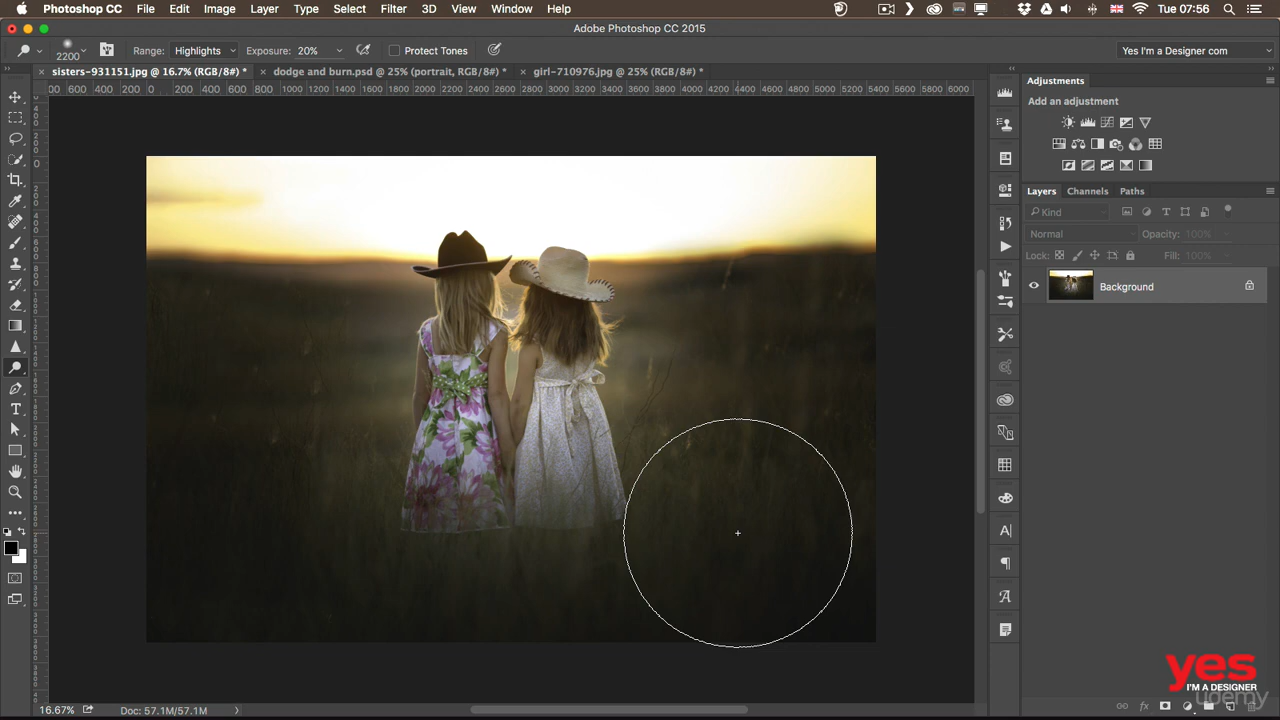 Photoshop CC File Edit Image Layer Type Select Filter 3D View Window Help Tue 07:56
Adobe Photoshop CC 2015
2200 Range: Highlights Exposure: 20% Protect Tones Yes I'm a Designer com
sisters-931151.jpg @ 16.7% (RGB/8#) * dodge and burn.psd @ 25% (portrait, RGB/8#) * girl-710976.jpg @ 25% (RGB/8#) *
00 600 400 200 0 200 400 600 800 1000 1200 1400 1600 1800 2000 2200 2400 2600 2800 3000 3200 3400 3600 3800 4000 4200 4400 4600 4800 5000 5200 5400 5600 5800 6000
Adjustments
Add an adjustment
Layers Channels Paths
Kind
Normal Opacity: 100%
Lock: Fill: 100%
Background
yes
I'M A DESIGNER
udemy
16.67% Doc: 57.1M/57.1M